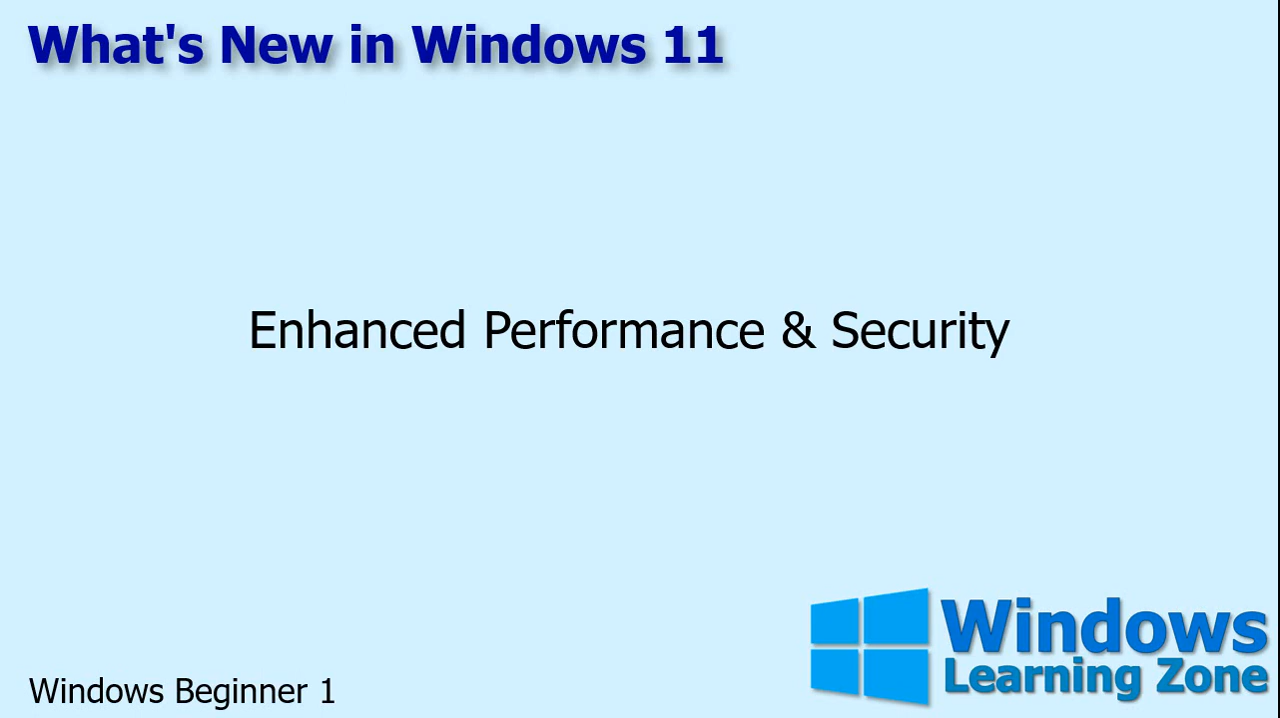 What's New in Windows 11
Enhanced Performance & Security
Windows
Learning Zone
Windows Beginner 1